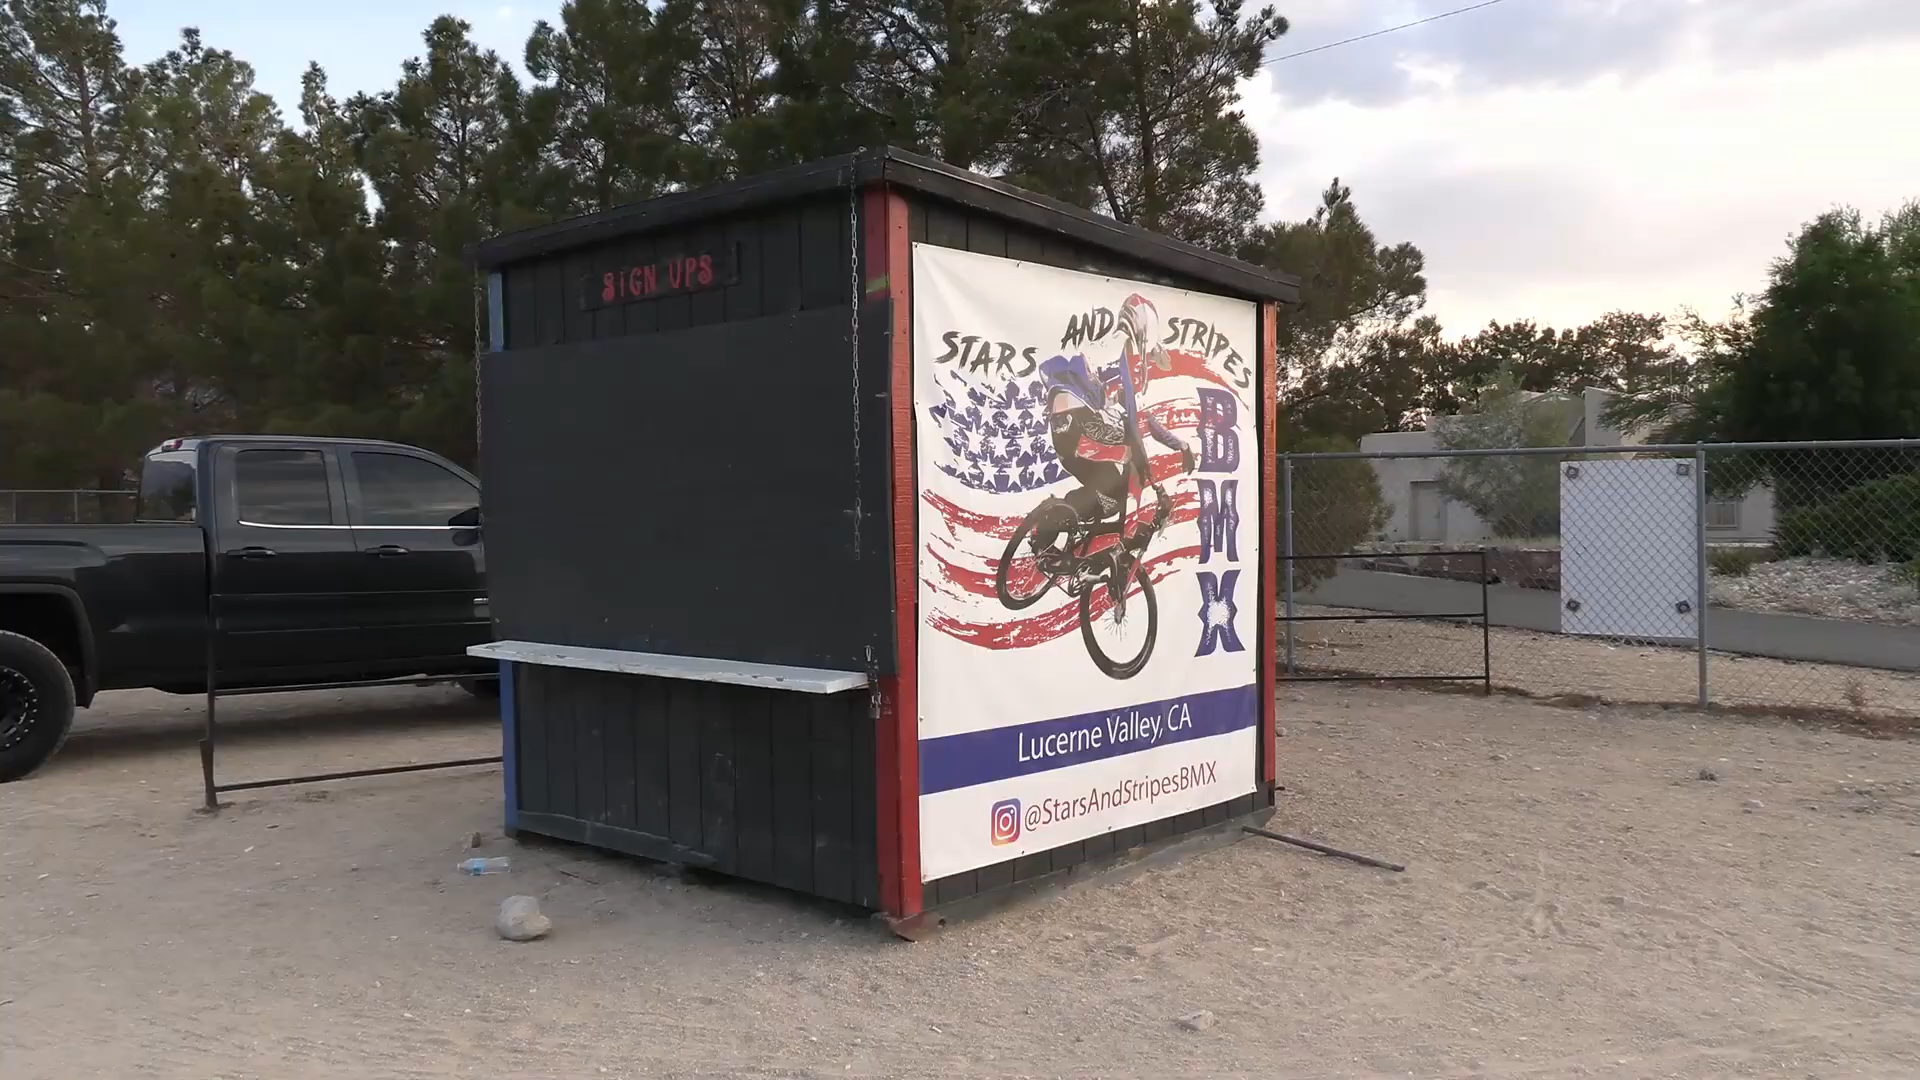 SIGN UPS
STARS AND STRIPES
BMX
Lucerne Valley, CA
@StarsAndStripesBMX